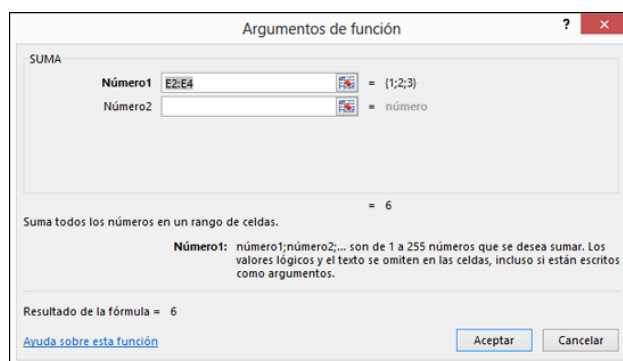 Argumentos de función
?
×
SUMA
Número1 E2:E4 = {1;2;3}
Número2 = número
= 6
Suma todos los números en un rango de celdas.
Número1: número1;número2;... son de 1 a 255 números que se desea sumar. Los
valores lógicos y el texto se omiten en las celdas, incluso si están escritos
como argumentos.
Resultado de la fórmula = 6
Ayuda sobre esta función
Aceptar
Cancelar